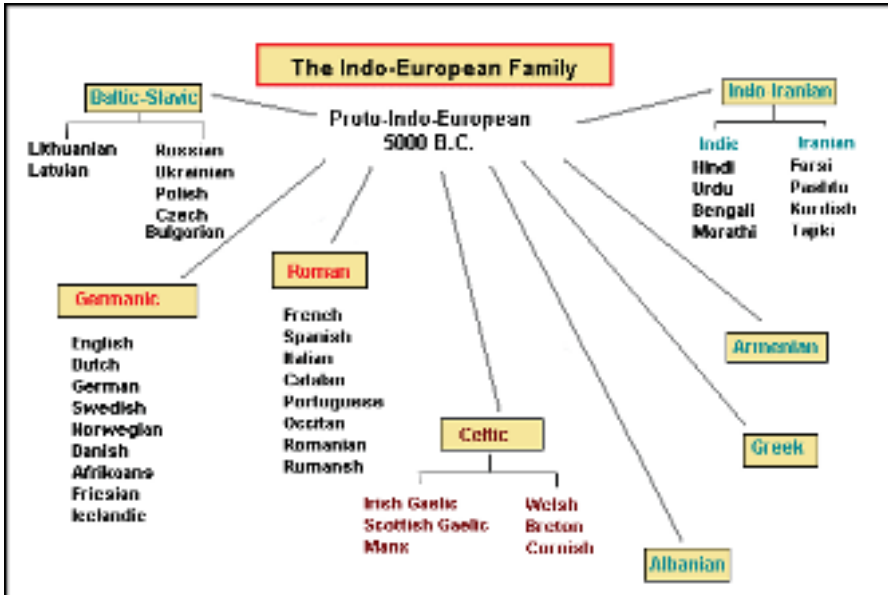 The Indo-European Family
Proto-Indo-European
5000 B.C.
Baltic-Slavic
Lithuanian
Latvian
Russian
Ukrainian
Polish
Czech
Bulgarian
Indo Iranian
Indic
Hindi
Urdu
Bengali
Marathi
Iranian
Farsi
Pashto
Kurdish
Tajki
Germanic
English
Dutch
German
Swedish
Norwegian
Danish
Afrikaans
Friesian
Icelandic
Roman
French
Spanish
Italian
Catalan
Portuguese
Occitan
Romanian
Rumansh
Celtic
Irish Gaelic
Scottish Gaelic
Manx
Welsh
Breton
Cornish
Armenian
Greek
Albanian